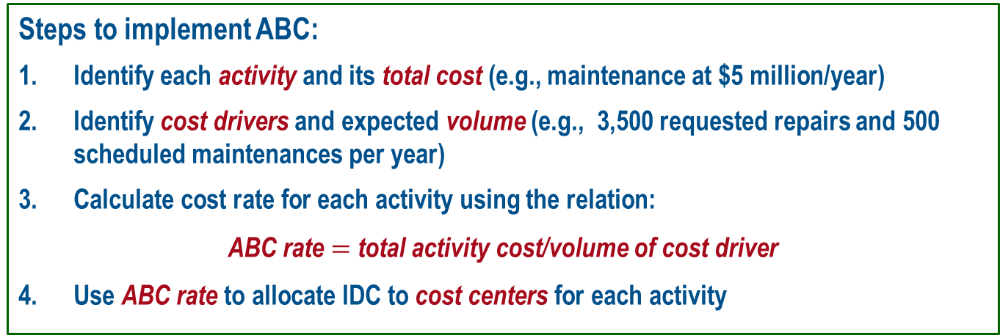 Steps to implement ABC:
1. Identify each activity and its total cost (e.g., maintenance at $5 million/year)
2. Identify cost drivers and expected volume (e.g., 3,500 requested repairs and 500
scheduled maintenances per year)
3. Calculate cost rate for each activity using the relation:
ABC rate = total activity cost/volume of cost driver
4. Use ABC rate to allocate IDC to cost centers for each activity